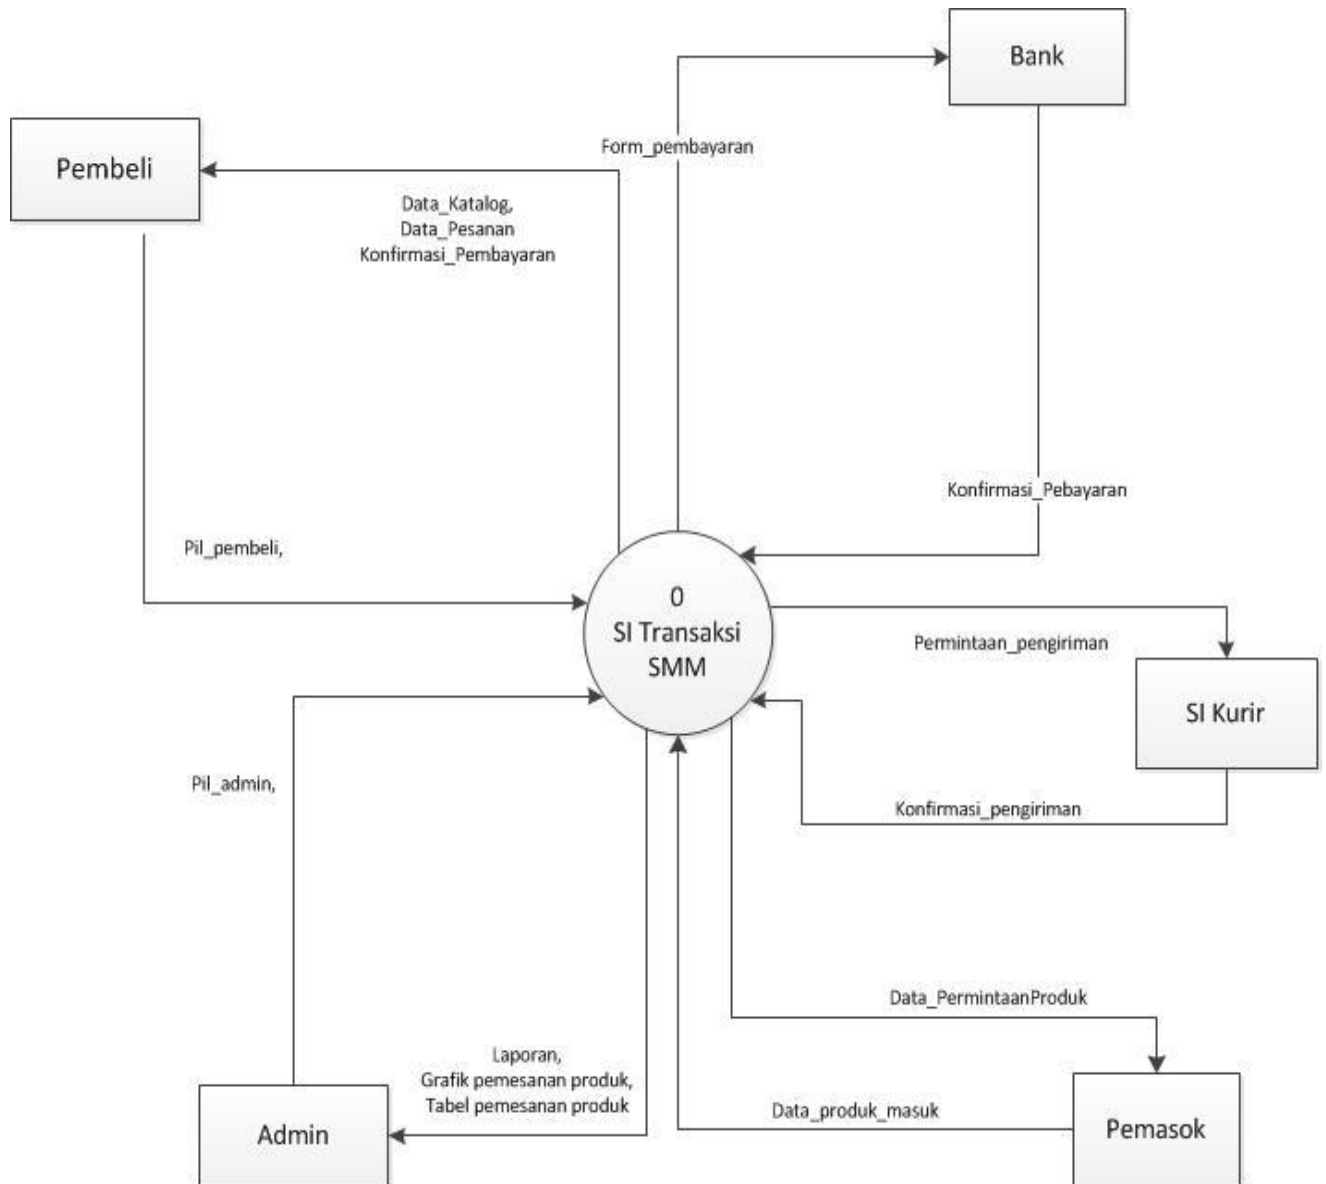 Bank
Form_pembayaran
Pembeli
Data_Katalog,
Data_Pesanan
Konfirmasi_Pembayaran
Konfirmasi_Pebayaran
Pil_pembeli,
0
SI Transaksi
SMM
Permintaan_pengiriman
SI Kurir
Pil_admin,
Konfirmasi_pengiriman
Data_PermintaanProduk
Laporan,
Grafik pemesanan produk,
Tabel pemesanan produk
Data_produk_masuk
Admin
Pemasok